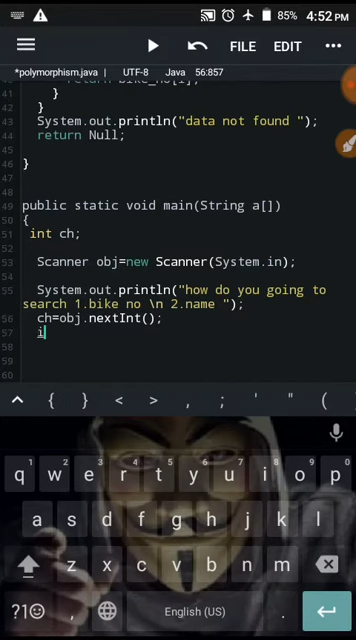 85% 4:52 PM
FILE EDIT
*polymorphism.java | UTF-8 Java 56:857
41 }
42 }
43 System.out.println("data not found ");
44 return Null;
45
46 }
47
48
49 public static void main(String a[])
50 {
51 int ch;
52
53 Scanner obj=new Scanner(System.in);
54
55 System.out.println("how do you going to
search 1.bike no \n 2.name ");
56 ch=obj.nextInt();
57 i
58
59
60
{ } < > , ; ' " (
q w e r t y u i o p
a s d f g h j k l
z x c v b n m
?1 , English (US) .